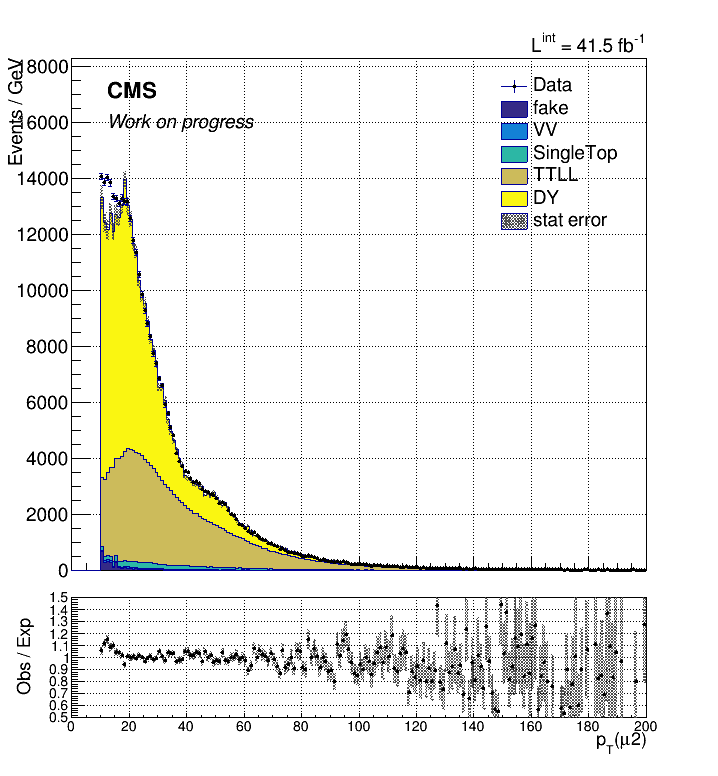 L^int = 41.5 fb^-1
Events / GeV
18000
16000
14000
12000
10000
8000
6000
4000
2000
0
CMS
Work on progress
Data
fake
VV
SingleTop
TTLL
DY
stat error
Obs / Exp
1.5
1.4
1.3
1.2
1.1
1
0.9
0.8
0.7
0.6
0.5
0 20 40 60 80 100 120 140 160 180 200
p_T(μ2)